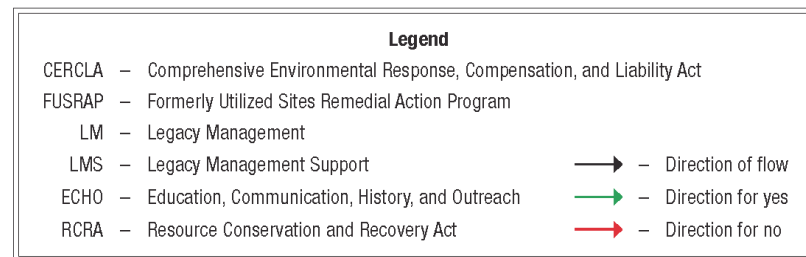 Legend
CERCLA – Comprehensive Environmental Response, Compensation, and Liability Act
FUSRAP – Formerly Utilized Sites Remedial Action Program
LM – Legacy Management
LMS – Legacy Management Support – Direction of flow
ECHO – Education, Communication, History, and Outreach – Direction for yes
RCRA – Resource Conservation and Recovery Act – Direction for no